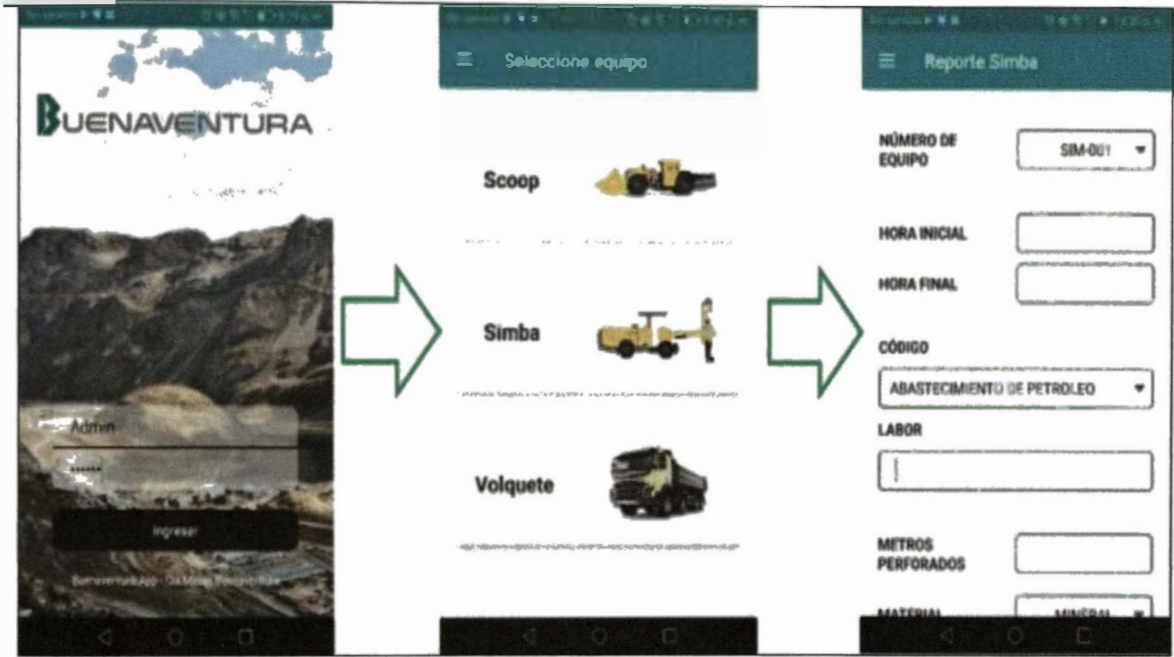 BUENAVENTURA
Admin
••••••
Ingresar
Seleccione equipo
Scoop
Simba
Volquete
Reporte Simba
NÚMERO DE
EQUIPO
SIM-001
HORA INICIAL
HORA FINAL
CÓDIGO
ABASTECIMIENTO DE PETROLEO
LABOR
METROS
PERFORADOS
MATERIAL
MINERAL